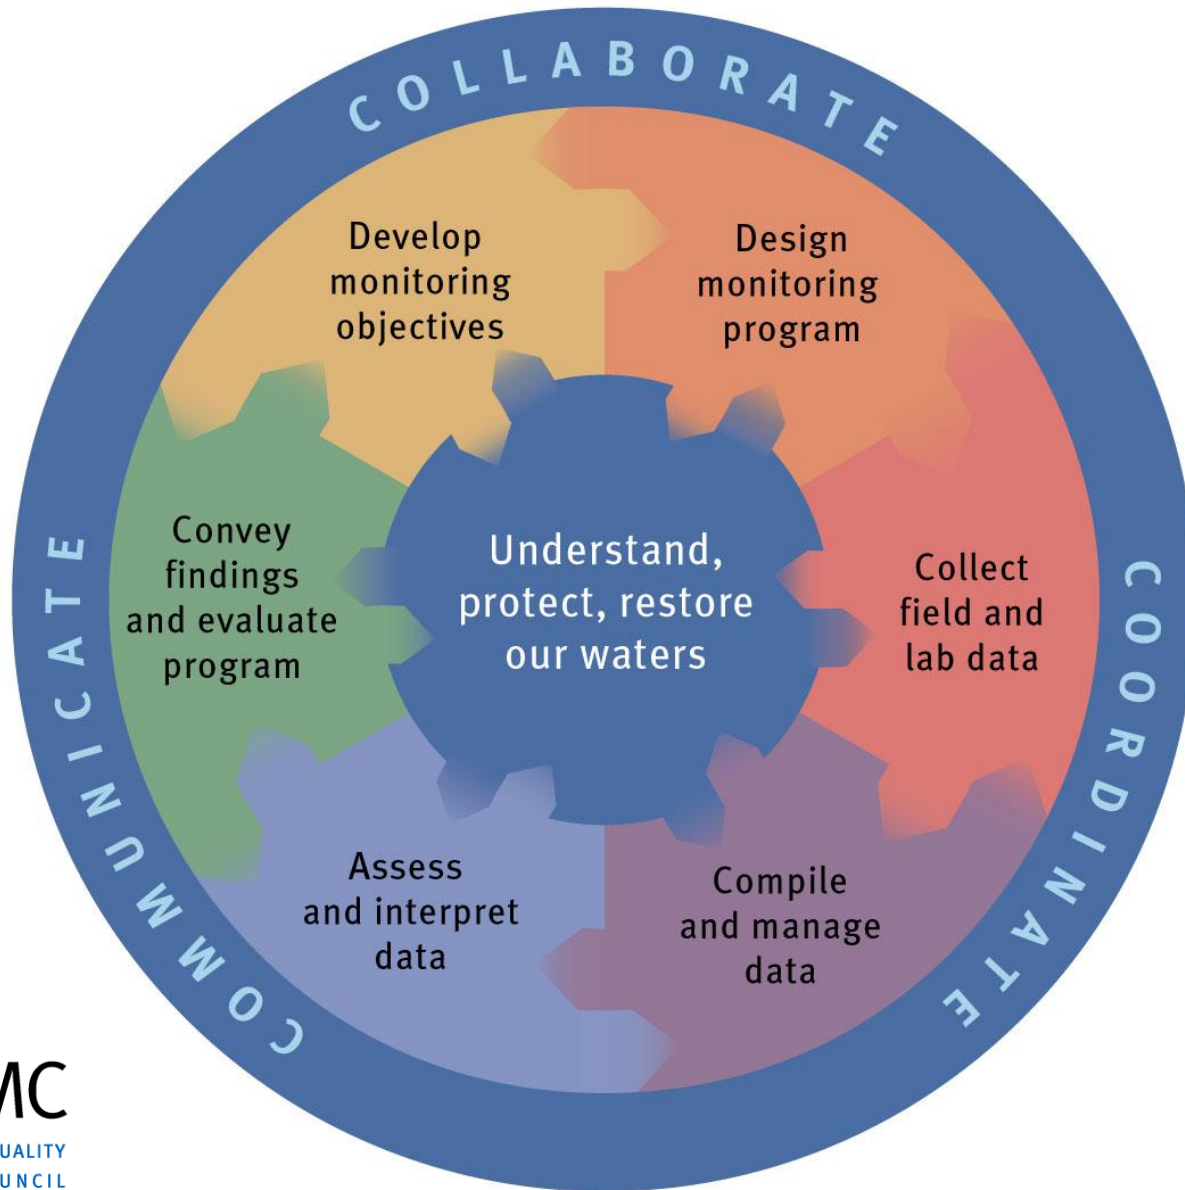 COLLABORATE
Develop
monitoring
objectives
Design
monitoring
program
Convey
findings
and evaluate
program
Understand,
protect, restore
our waters
Collect
field and
lab data
Assess
and interpret
data
Compile
and manage
data
COMMUNICATE
COORDINATE
MC
UALITY
UNCIL